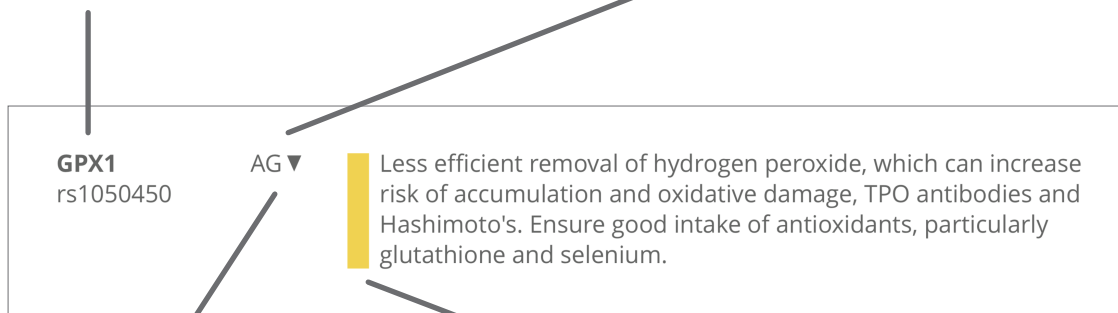 GPX1
rs1050450
AG▼
Less efficient removal of hydrogen peroxide, which can increase
risk of accumulation and oxidative damage, TPO antibodies and
Hashimoto's. Ensure good intake of antioxidants, particularly
glutathione and selenium.